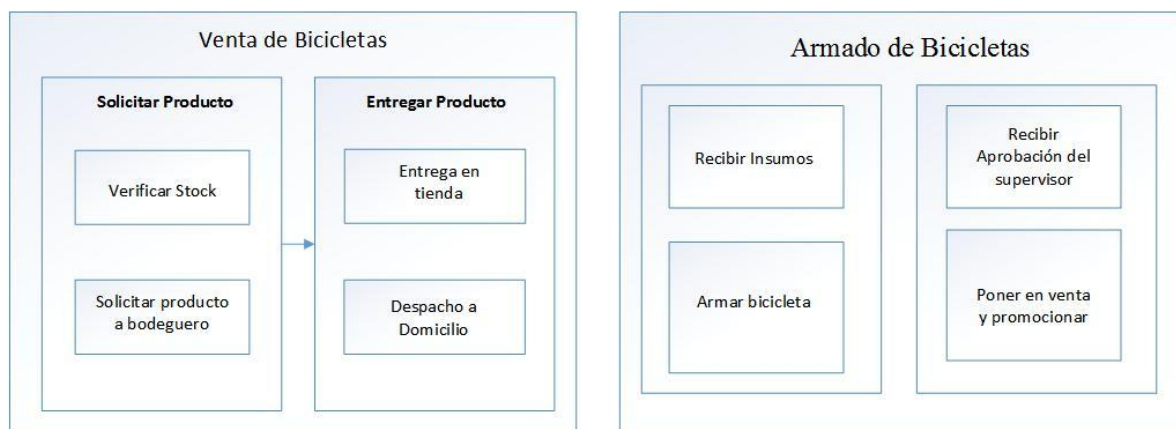 Venta de Bicicletas
Solicitar Producto
Verificar Stock
Solicitar producto
a bodeguero
Entregar Producto
Entrega en
tienda
Despacho a
Domicilio
Armado de Bicicletas
Recibir Insumos
Armar bicicleta
Recibir
Aprobación del
supervisor
Poner en venta
y promocionar